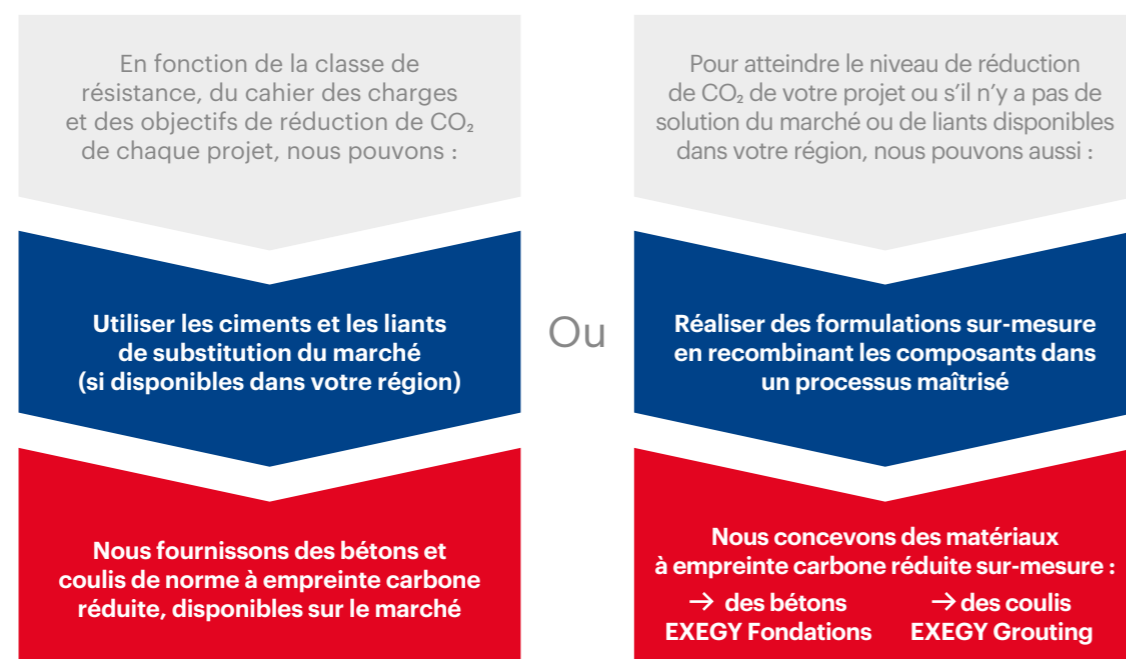 En fonction de la classe de
résistance, du cahier des charges
et des objectifs de réduction de CO₂
de chaque projet, nous pouvons :
Utiliser les ciments et les liants
de substitution du marché
(si disponibles dans votre région)
Nous fournissons des bétons et
coulis de norme à empreinte carbone
réduite, disponibles sur le marché
Ou
Pour atteindre le niveau de réduction
de CO₂ de votre projet ou s’il n’y a pas de
solution du marché ou de liants disponibles
dans votre région, nous pouvons aussi :
Réaliser des formulations sur-mesure
en recombinant les composants dans
un processus maîtrisé
Nous concevons des matériaux
à empreinte carbone réduite sur-mesure :
→ des bétons
EXEGY Fondations
→ des coulis
EXEGY Grouting